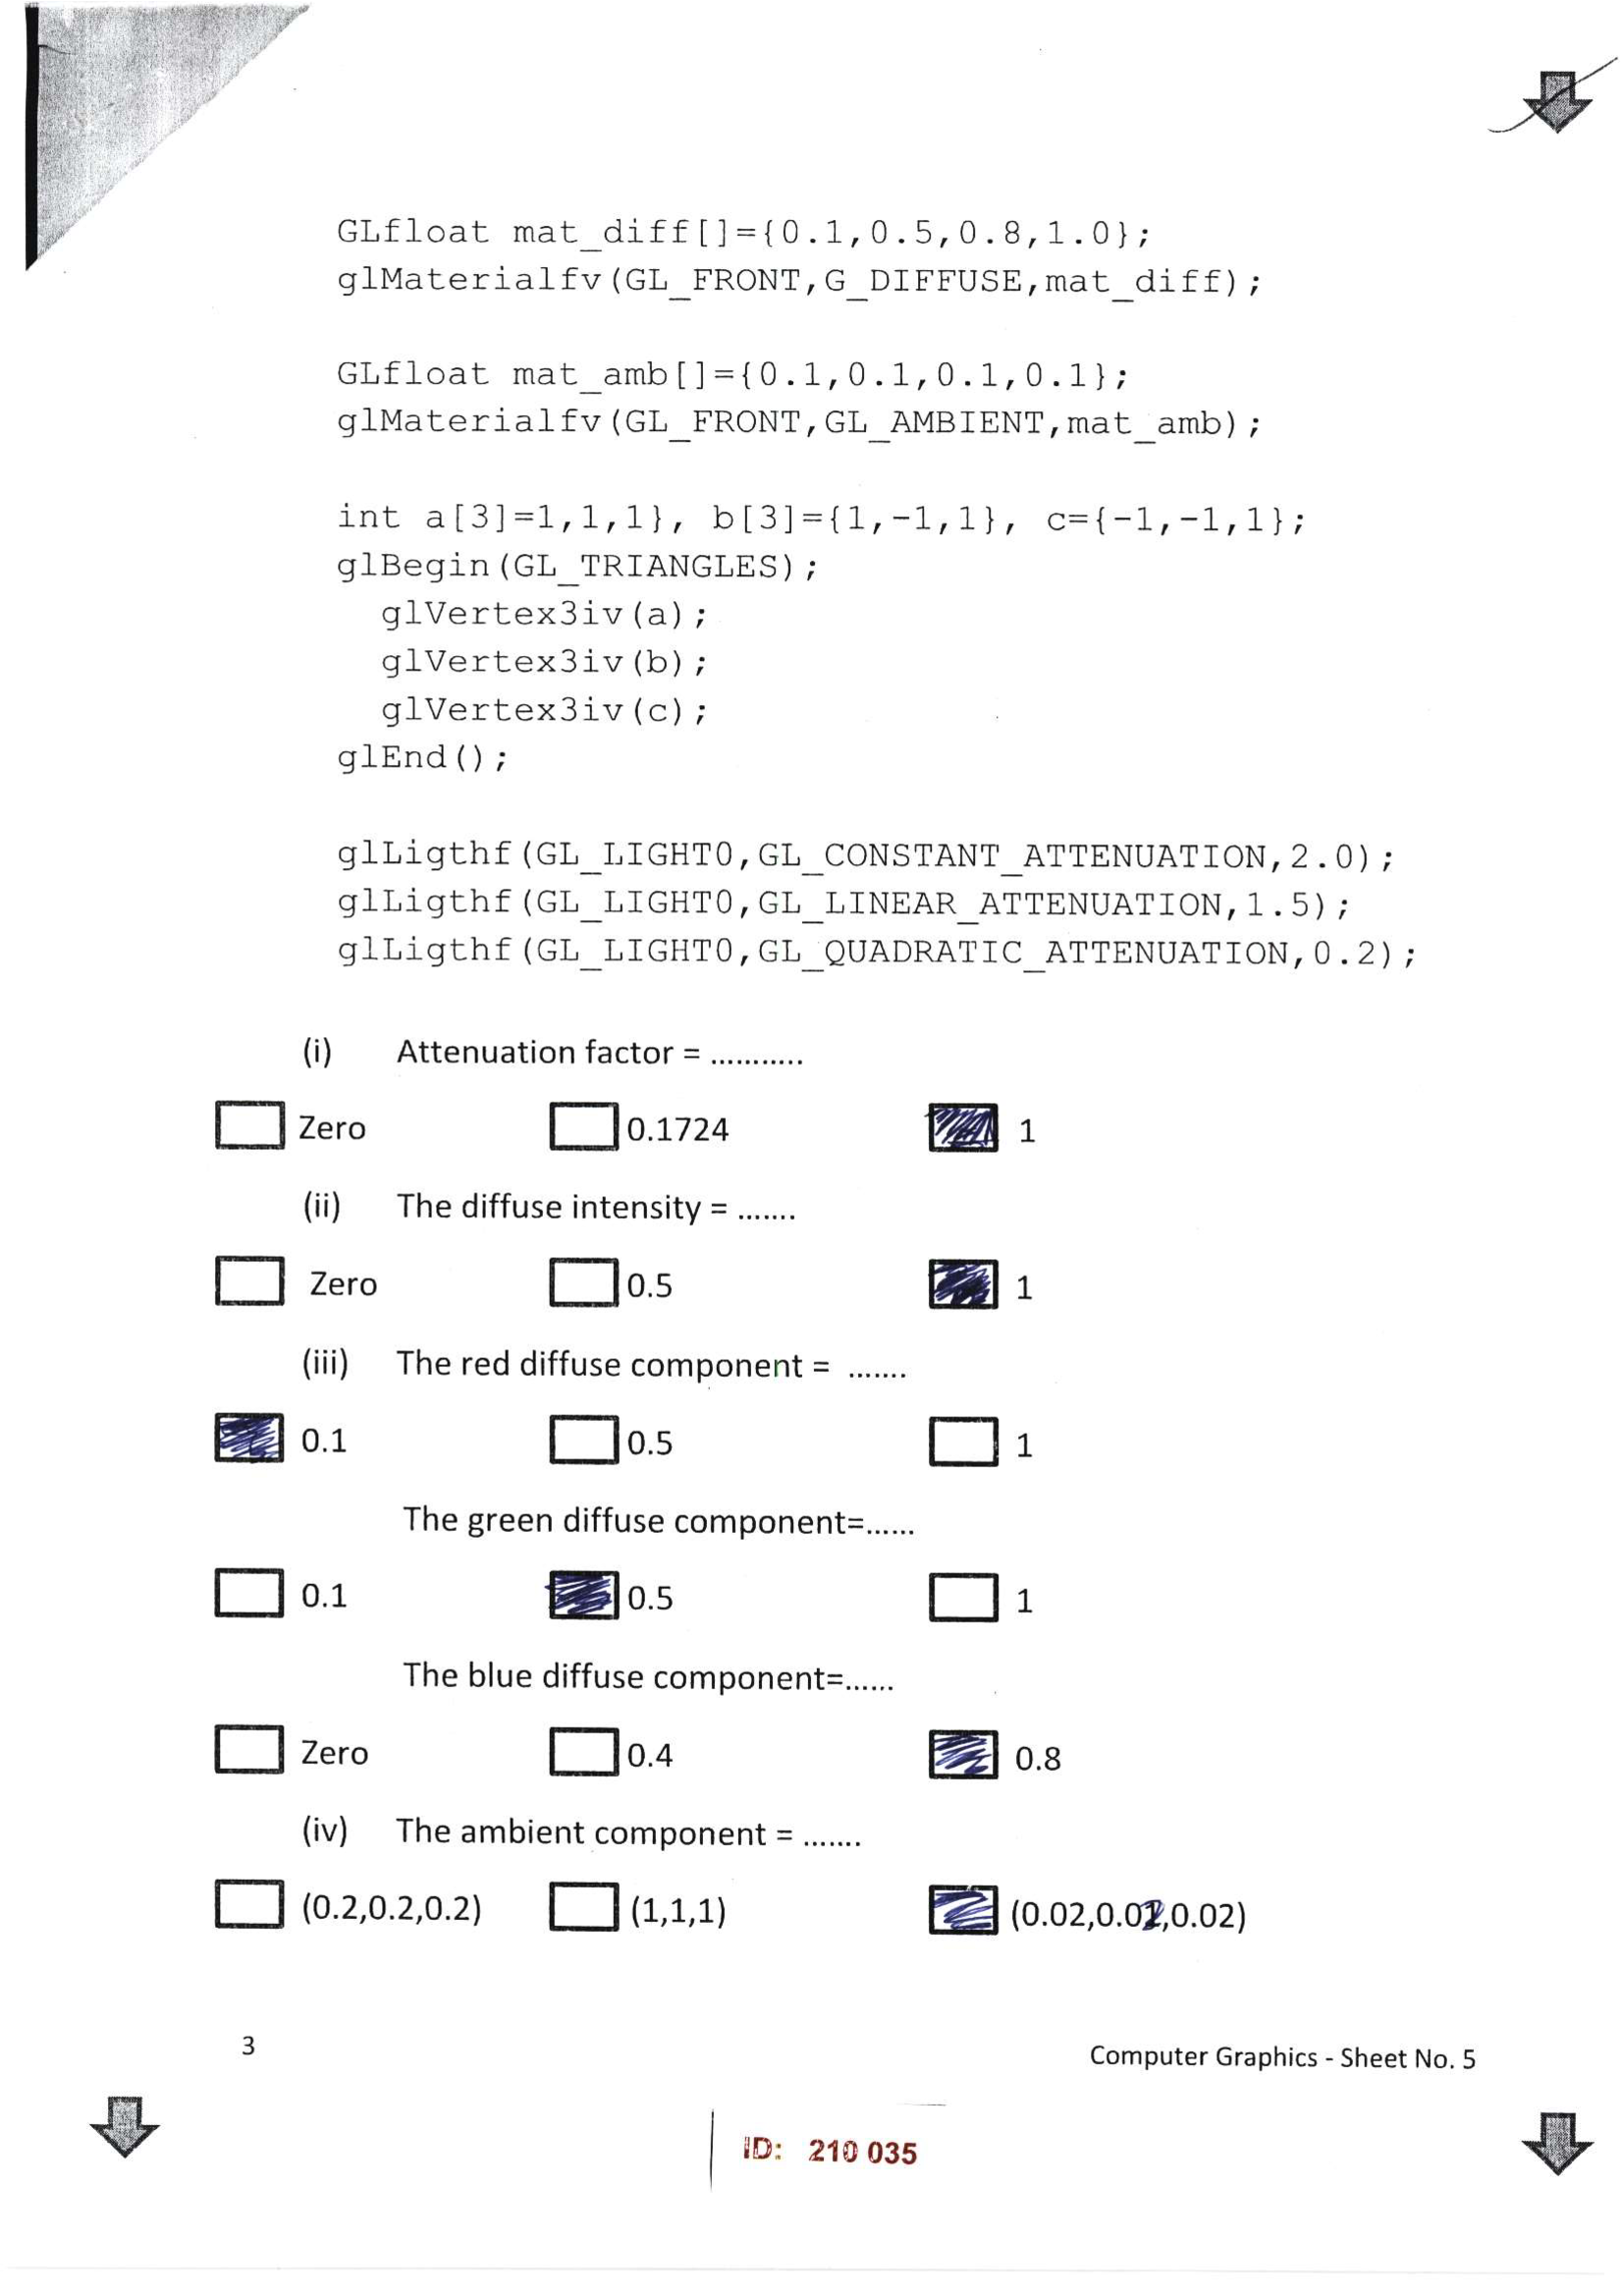 GLfloat mat_diff[]={0.1,0.5,0.8,1.0};
glMaterialfv(GL_FRONT,G_DIFFUSE,mat_diff);
GLfloat mat_amb[]={0.1,0.1,0.1,0.1};
glMaterialfv(GL_FRONT,GL_AMBIENT,mat_amb);
int a[3]=1,1,1}, b[3]={1,-1,1}, c={-1,-1,1};
glBegin(GL_TRIANGLES);
glVertex3iv(a);
glVertex3iv(b);
glVertex3iv(c);
glEnd();
glLigthf(GL_LIGHT0,GL_CONSTANT_ATTENUATION,2.0);
glLigthf(GL_LIGHT0,GL_LINEAR_ATTENUATION,1.5);
glLigthf(GL_LIGHT0,GL_QUADRATIC_ATTENUATION,0.2);
(i) Attenuation factor = ...........
Zero 0.1724 1
(ii) The diffuse intensity = .......
Zero 0.5 1
(iii) The red diffuse component = .......
0.1 0.5 1
The green diffuse component=......
0.1 0.5 1
The blue diffuse component=......
Zero 0.4 0.8
(iv) The ambient component = .......
(0.2,0.2,0.2) (1,1,1) (0.02,0.02,0.02)
3 Computer Graphics - Sheet No. 5
ID: 210 035